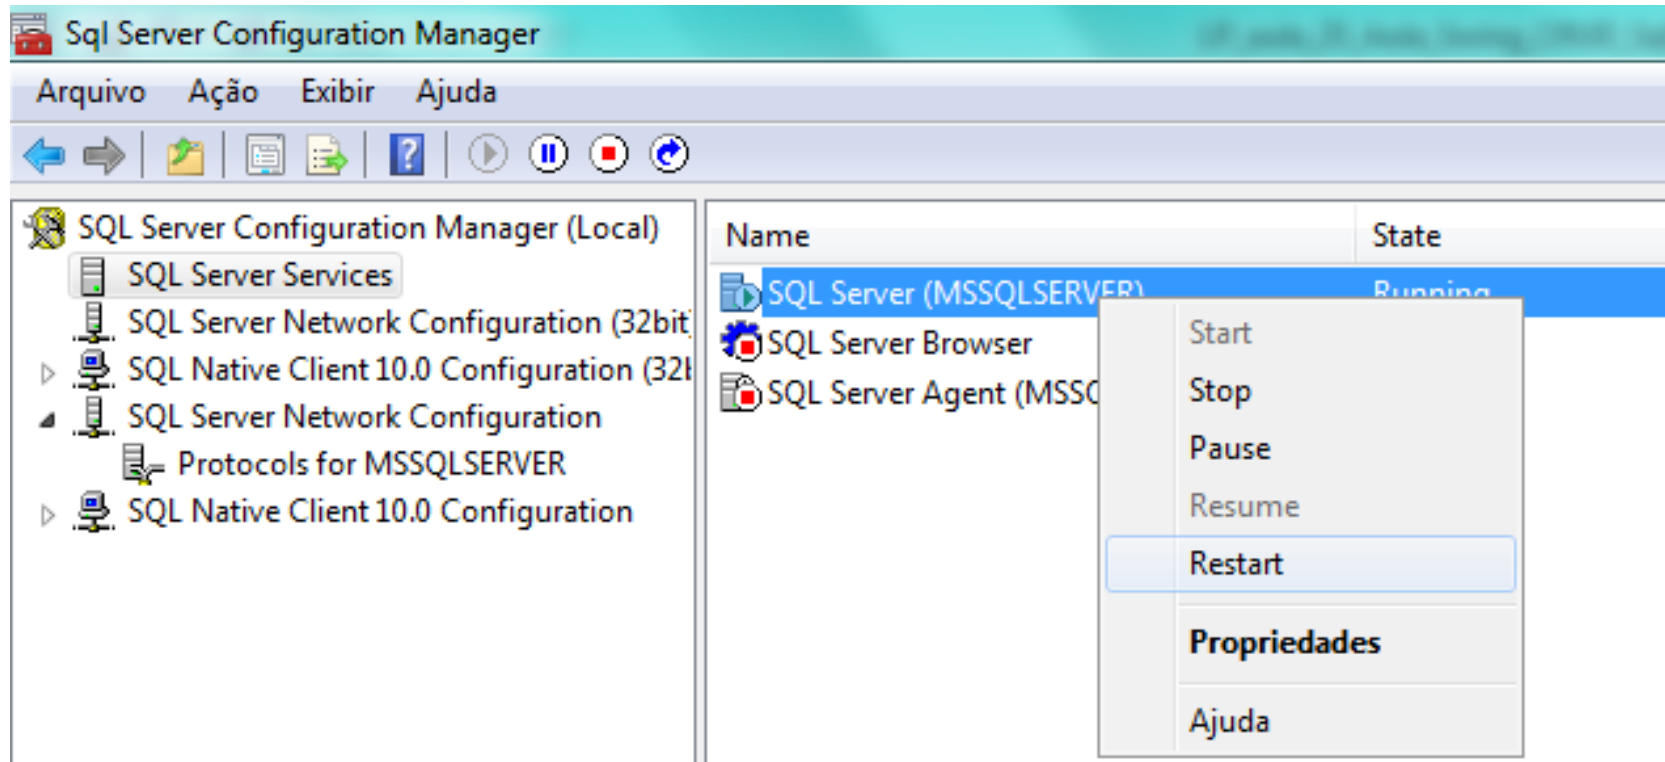 Sql Server Configuration Manager
Arquivo Ação Exibir Ajuda
SQL Server Configuration Manager (Local)
SQL Server Services
SQL Server Network Configuration (32bit
SQL Native Client 10.0 Configuration (32b
SQL Server Network Configuration
Protocols for MSSQLSERVER
SQL Native Client 10.0 Configuration
Name State
SQL Server (MSSQLSERVER) Running
SQL Server Browser
SQL Server Agent (MSSQ
Start
Stop
Pause
Resume
Restart
Propriedades
Ajuda